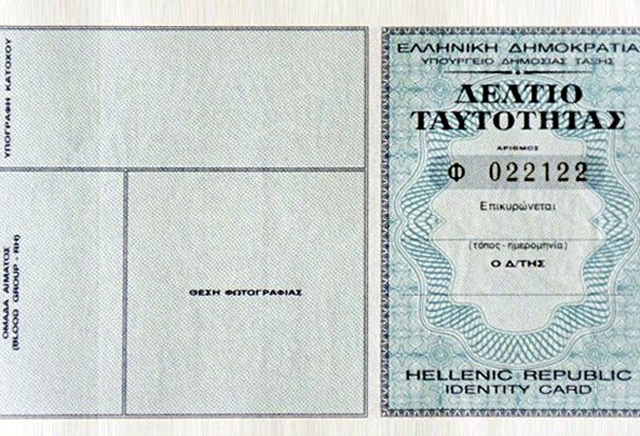 ΥΠΟΓΡΑΦΗ ΚΑΤΟΧΟΥ
ΟΜΑΔΑ ΑΙΜΑΤΟΣ
(BLOOD GROUP - RH)
ΘΕΣΗ ΦΩΤΟΓΡΑΦΙΑΣ
ΕΛΛΗΝΙΚΗ ΔΗΜΟΚΡΑΤΙΑ
ΥΠΟΥΡΓΕΙΟ ΔΗΜΟΣΙΑΣ ΤΑΞΗΣ
ΔΕΛΤΙΟ
ΤΑΥΤΟΤΗΤΑΣ
ΑΡΙΘΜΟΣ
Φ 022122
Επικυρώνεται
(τόπος - ημερομηνία)
Ο Δ/ΤΗΣ
HELLENIC REPUBLIC
IDENTITY CARD